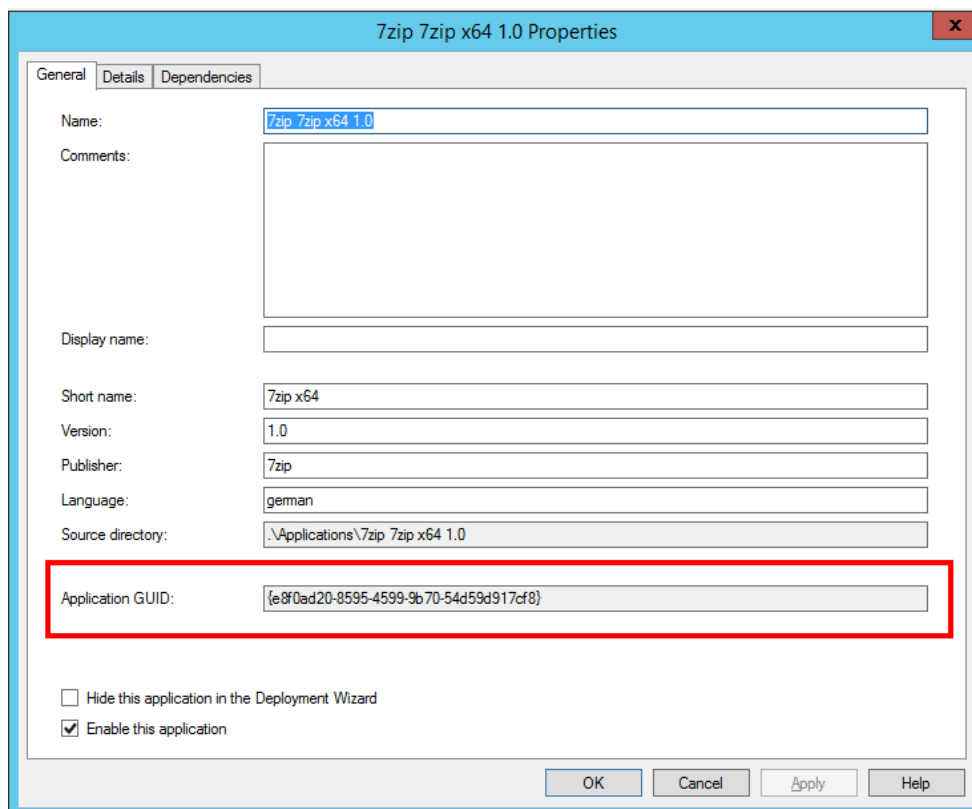 7zip 7zip x64 1.0 Properties
x
General Details Dependencies
Name: 7zip 7zip x64 1.0
Comments:
Display name:
Short name: 7zip x64
Version: 1.0
Publisher: 7zip
Language: german
Source directory: .\Applications\7zip 7zip x64 1.0
Application GUID: {e8f0ad20-8595-4599-9b70-54d59d917cf8}
Hide this application in the Deployment Wizard
Enable this application
OK Cancel Apply Help